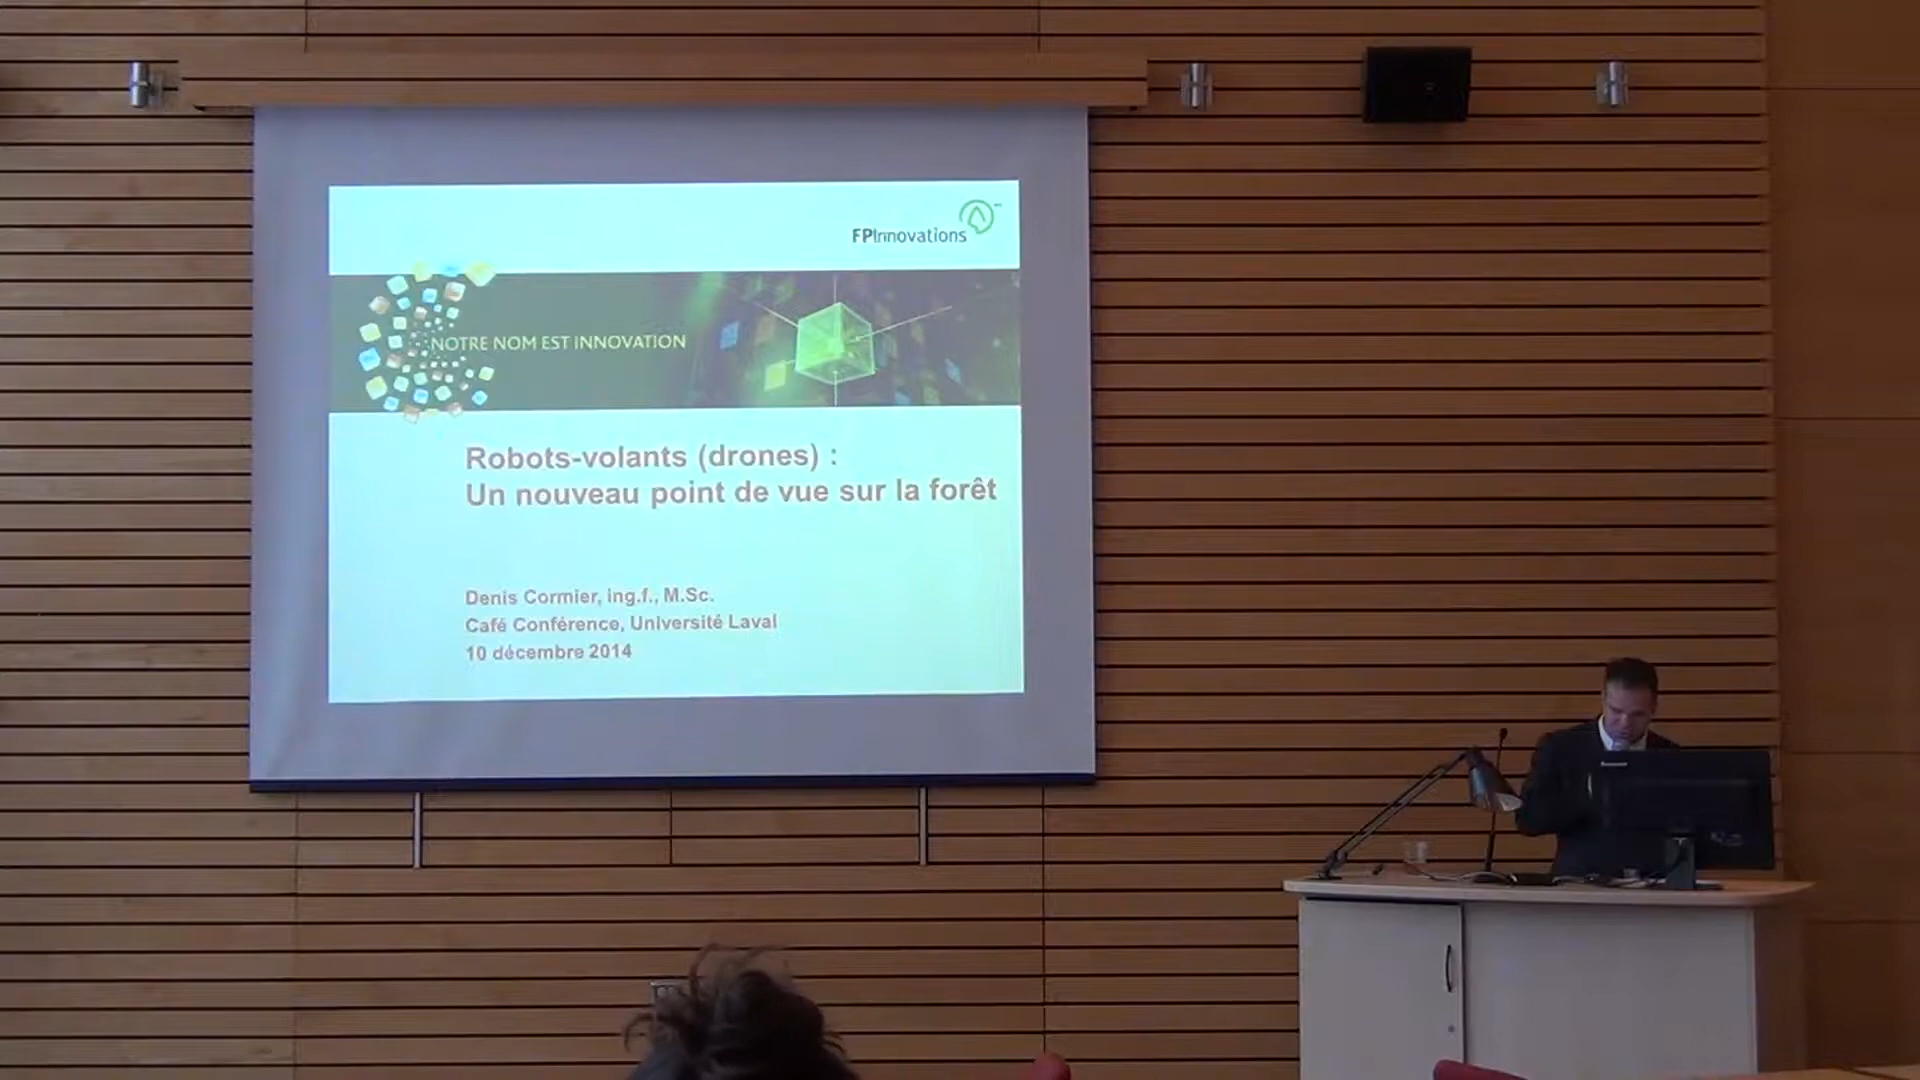 FPInnovations
NOTRE NOM EST INNOVATION
Robots-volants (drones) :
Un nouveau point de vue sur la forêt
Denis Cormier, ing.f., M.Sc.
Café Conférence, Université Laval
10 décembre 2014